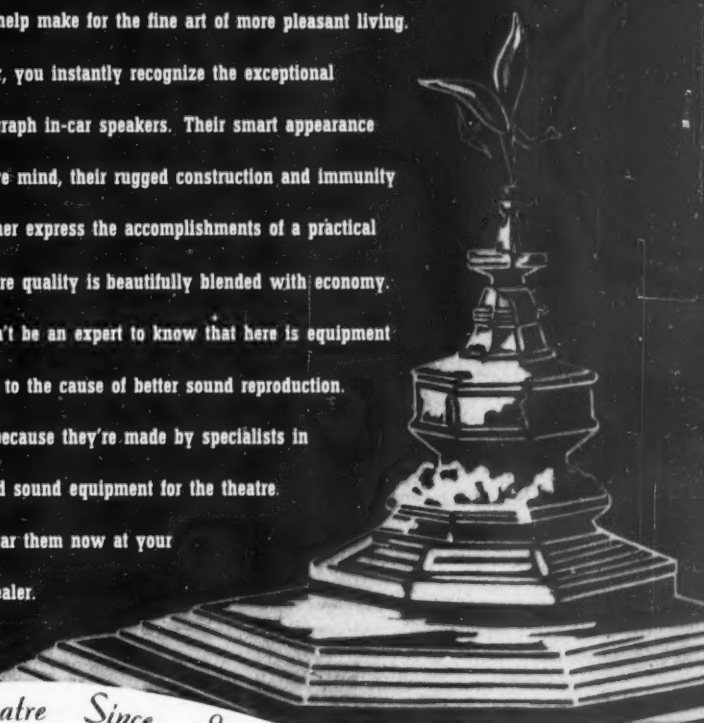 help make for the fine art of more pleasant living.
, you instantly recognize the exceptional
raph in-car speakers. Their smart appearance
e mind, their rugged construction and immunity
er express the accomplishments of a practical
re quality is beautifully blended with economy.
't be an expert to know that here is equipment
to the cause of better sound reproduction.
ecause they're made by specialists in
d sound equipment for the theatre.
ar them now at your
aler.
atre Since